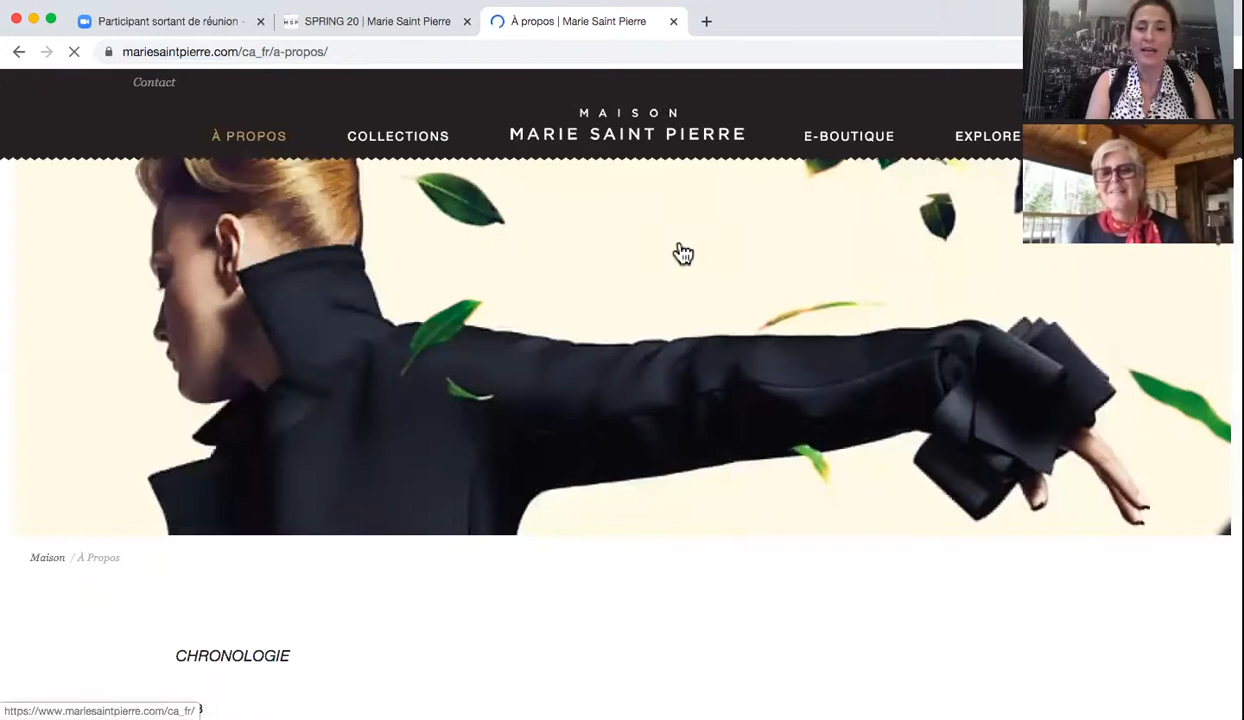 Participant sortant de réunion -
MSP SPRING 20 | Marie Saint Pierre
À propos | Marie Saint Pierre
mariesaintpierre.com/ca_fr/a-propos/
Contact
À PROPOS
COLLECTIONS
MAISON
MARIE SAINT PIERRE
E-BOUTIQUE
EXPLORE
Maison / À Propos
CHRONOLOGIE
https://www.mariesaintpierre.com/ca_fr/